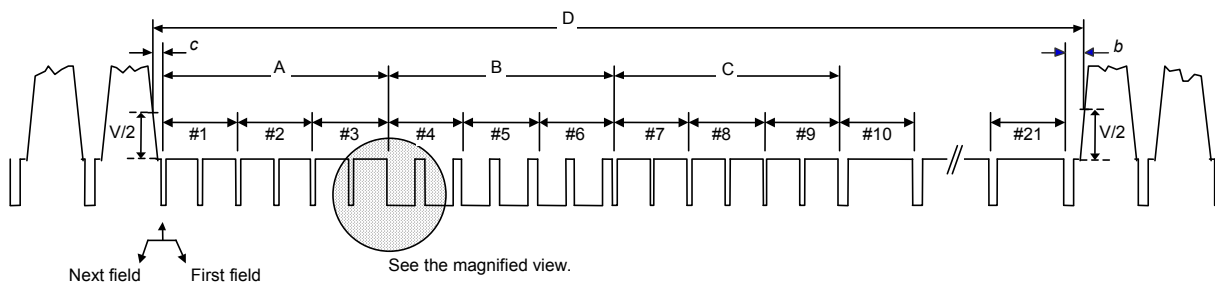 D
c
b
A
B
C
V/2
#1
#2
#3
#4
#5
#6
#7
#8
#9
#10
#21
V/2
Next field
First field
See the magnified view.